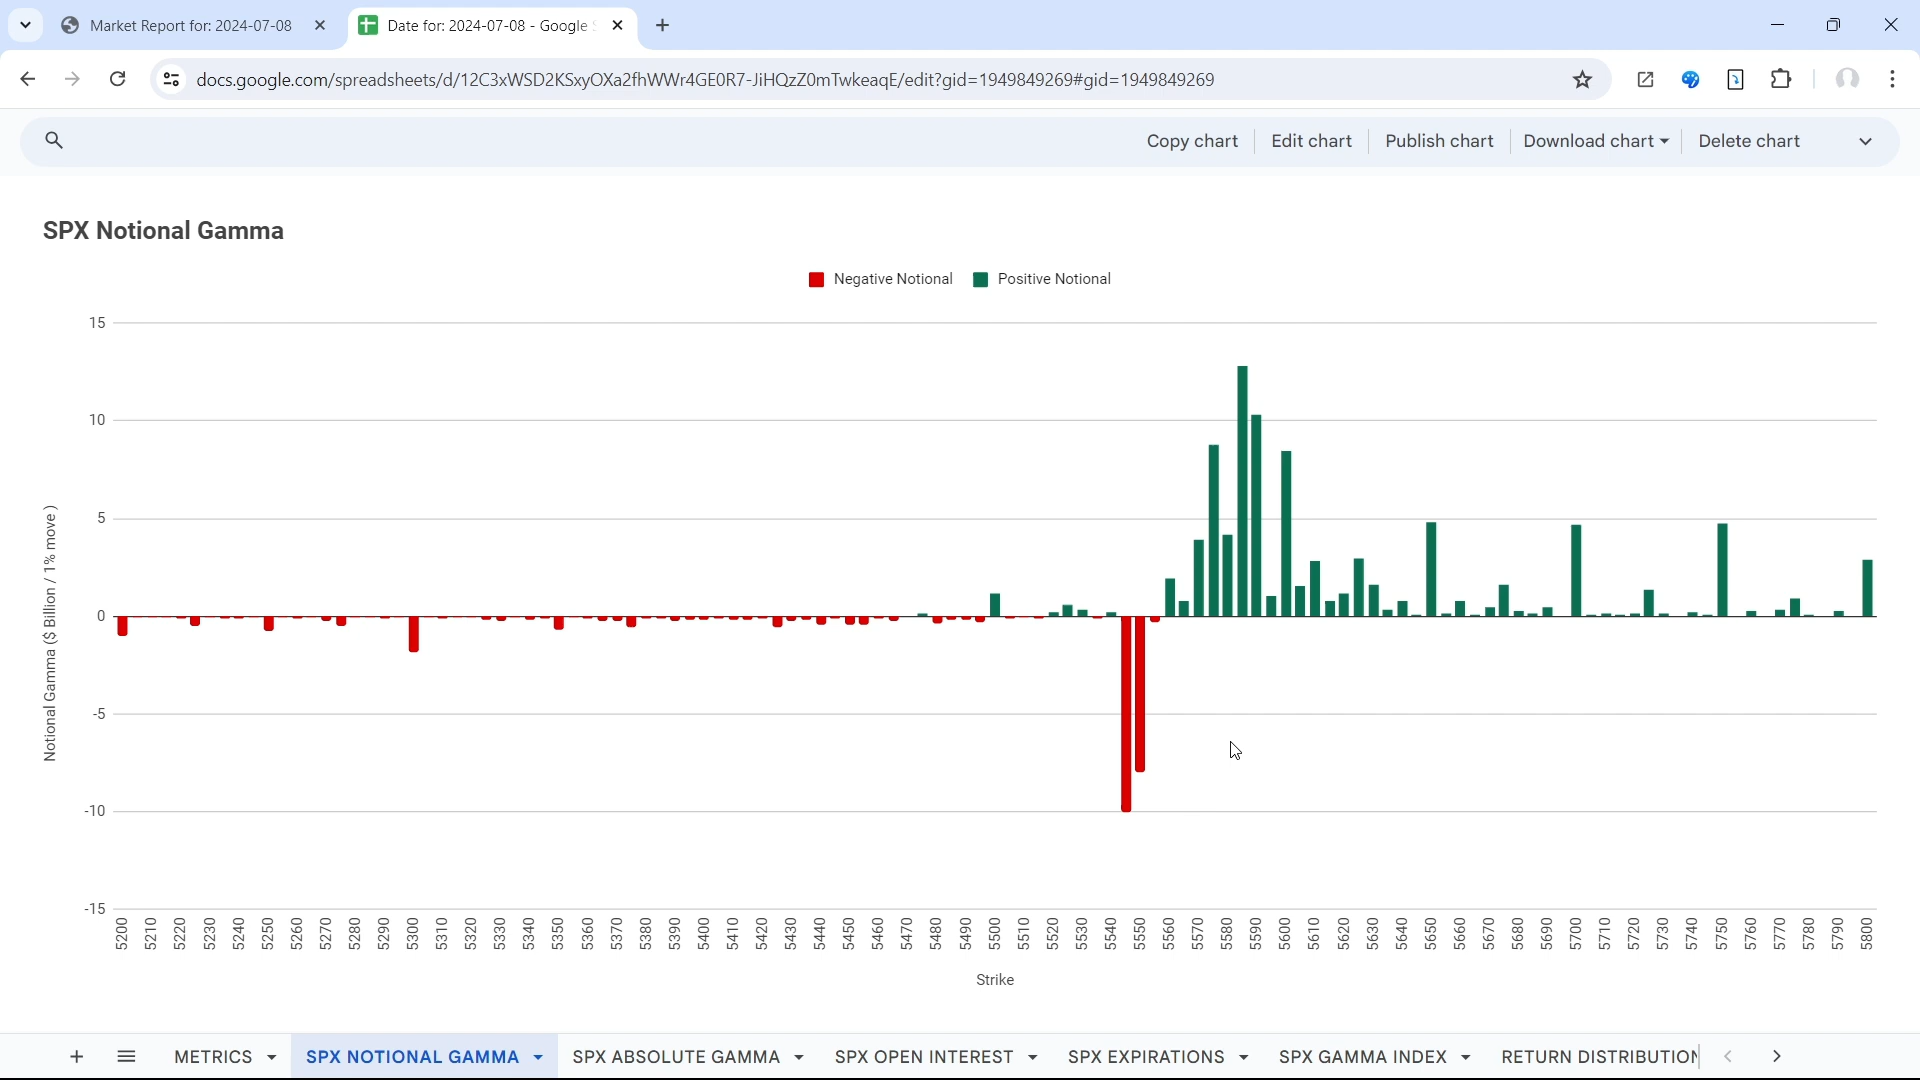 Market Report for: 2024-07-08
Date for: 2024-07-08 - Google
docs.google.com/spreadsheets/d/12C3xWSD2KSxyOXa2fhWWr4GE0R7-JiHQzZ0mTwkeaqE/edit?gid=1949849269#gid=1949849269
Copy chart Edit chart Publish chart Download chart Delete chart
SPX Notional Gamma
Negative Notional Positive Notional
15
10
5
0
-5
-10
-15
Notional Gamma ($ Billion / 1% move )
5200 5210 5220 5230 5240 5250 5260 5270 5280 5290 5300 5310 5320 5330 5340 5350 5360 5370 5380 5390 5400 5410 5420 5430 5440 5450 5460 5470 5480 5490 5500 5510 5520 5530 5540 5550 5560 5570 5580 5590 5600 5610 5620 5630 5640 5650 5660 5670 5680 5690 5700 5710 5720 5730 5740 5750 5760 5770 5780 5790 5800
Strike
METRICS SPX NOTIONAL GAMMA SPX ABSOLUTE GAMMA SPX OPEN INTEREST SPX EXPIRATIONS SPX GAMMA INDEX RETURN DISTRIBUTION